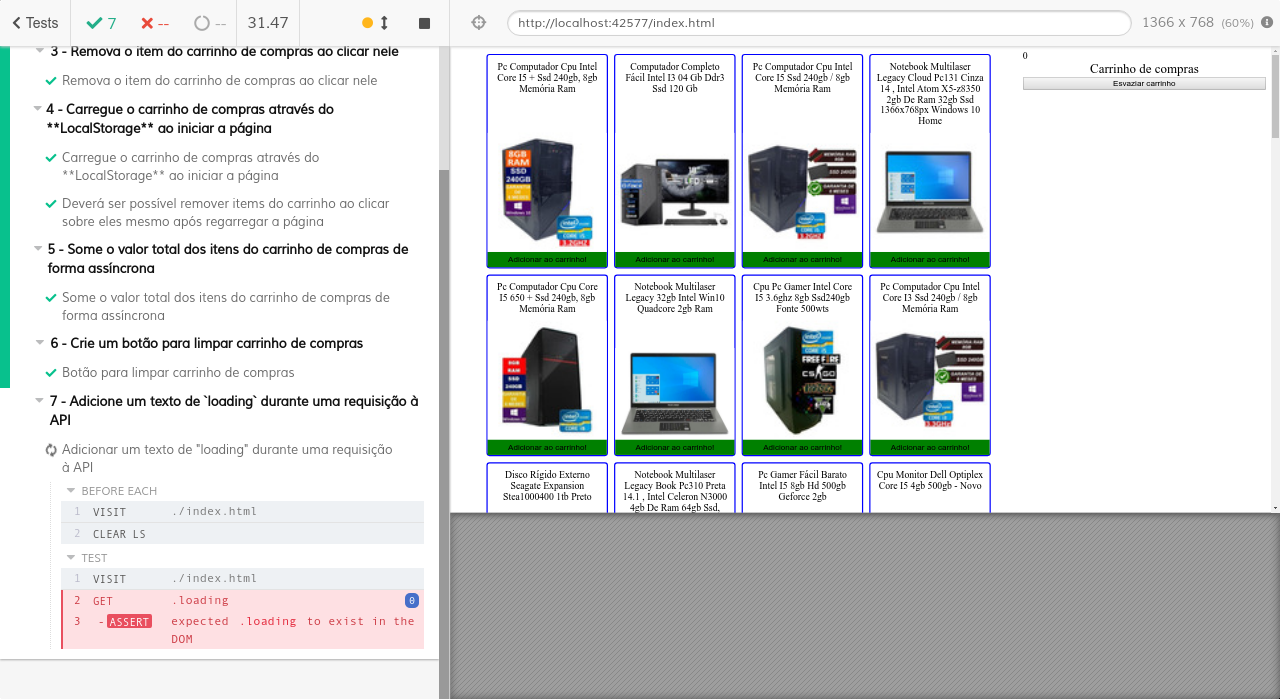 Tests
7
--
--
31.47
http://localhost:42577/index.html
1366 x 768 (60%)
3 - Remova o item do carrinho de compras ao clicar nele
Remova o item do carrinho de compras ao clicar nele
4 - Carregue o carrinho de compras através do
**LocalStorage** ao iniciar a página
Carregue o carrinho de compras através do
**LocalStorage** ao iniciar a página
Deverá ser possível remover items do carrinho ao clicar
sobre eles mesmo após regarregar a página
5 - Some o valor total dos itens do carrinho de compras de
forma assíncrona
Some o valor total dos itens do carrinho de compras de
forma assíncrona
6 - Crie um botão para limpar carrinho de compras
Botão para limpar carrinho de compras
7 - Adicionar um texto de `loading` durante uma requisição à
API
Adicionar um texto de "loading" durante uma requisição
à API
BEFORE EACH
1 VISIT ./index.html
2 CLEAR LS
TEST
1 VISIT ./index.html
2 GET .loading 0
3 -ASSERT expected .loading to exist in the
DOM
Pc Computador Cpu Intel
Core I5 + Ssd 240gb, 8gb
Memória Ram
8GB
RAM
SSD
240GB
3.2GHZ
Adicionar ao carrinho!
Computador Completo
Fácil Intel I3 04 Gb Ddr3
Ssd 120 Gb
Adicionar ao carrinho!
Pc Computador Cpu Intel
Core I5 Ssd 240gb / 8gb
Memória Ram
3.2GHZ
Adicionar ao carrinho!
Notebook Multilaser
Legacy Cloud Pc131 Cinza
14 , Intel Atom X5-z8350
2gb De Ram 32gb Ssd
1366x768px Windows 10
Home
Adicionar ao carrinho!
Pc Computador Cpu Core
I5 650 + Ssd 240gb, 8gb
Memória Ram
Adicionar ao carrinho!
Notebook Multilaser
Legacy 32gb Intel Win10
Quadcore 2gb Ram
Adicionar ao carrinho!
Cpu Pc Gamer Intel Core
I5 3.6ghz 8gb Ssd240gb
Fonte 500wts
FREE FIRE
CS:GO
Adicionar ao carrinho!
Pc Computador Cpu Intel
Core I3 Ssd 240gb / 8gb
Memória Ram
Adicionar ao carrinho!
Disco Rígido Externo
Seagate Expansion
Stea1000400 1tb Preto
Notebook Multilaser
Legacy Book Pc310 Preta
14.1 , Intel Celeron N3000
4gb De Ram 64gb Ssd,
Pc Gamer Fácil Barato
Intel I5 8gb Hd 500gb
Geforce 2gb
Cpu Monitor Dell Optiplex
Core I5 4gb 500gb - Novo
0
Carrinho de compras
Esvaziar carrinho